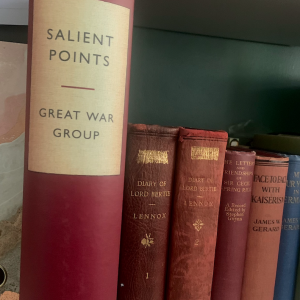 SALIENT
POINTS
GREAT WAR
GROUP
DIARY OF
LORD BERTIE
LENNOX
1
DIARY OF
LORD BERTIE
LENNOX
FACE TO FACE
WITH
KAISERISM
JAMES W.
GERARD